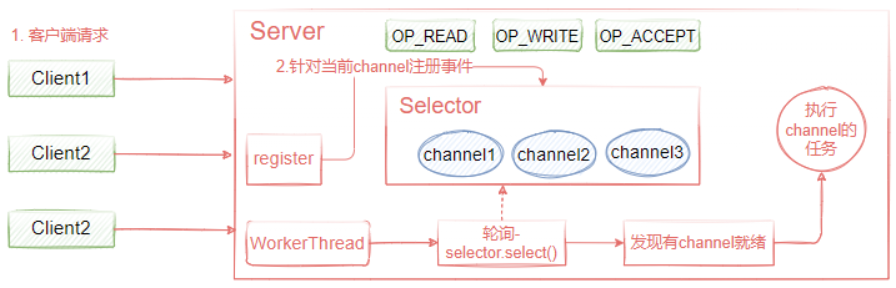 1. 客户端请求
Server
OP_READ
OP_WRITE
OP_ACCEPT
Client1
2.针对当前channel注册事件
Selector
执行
channel的
任务
Client2
register
channel1
channel2
channel3
Client2
WorkerThread
轮询-
selector.select()
发现有channel就绪